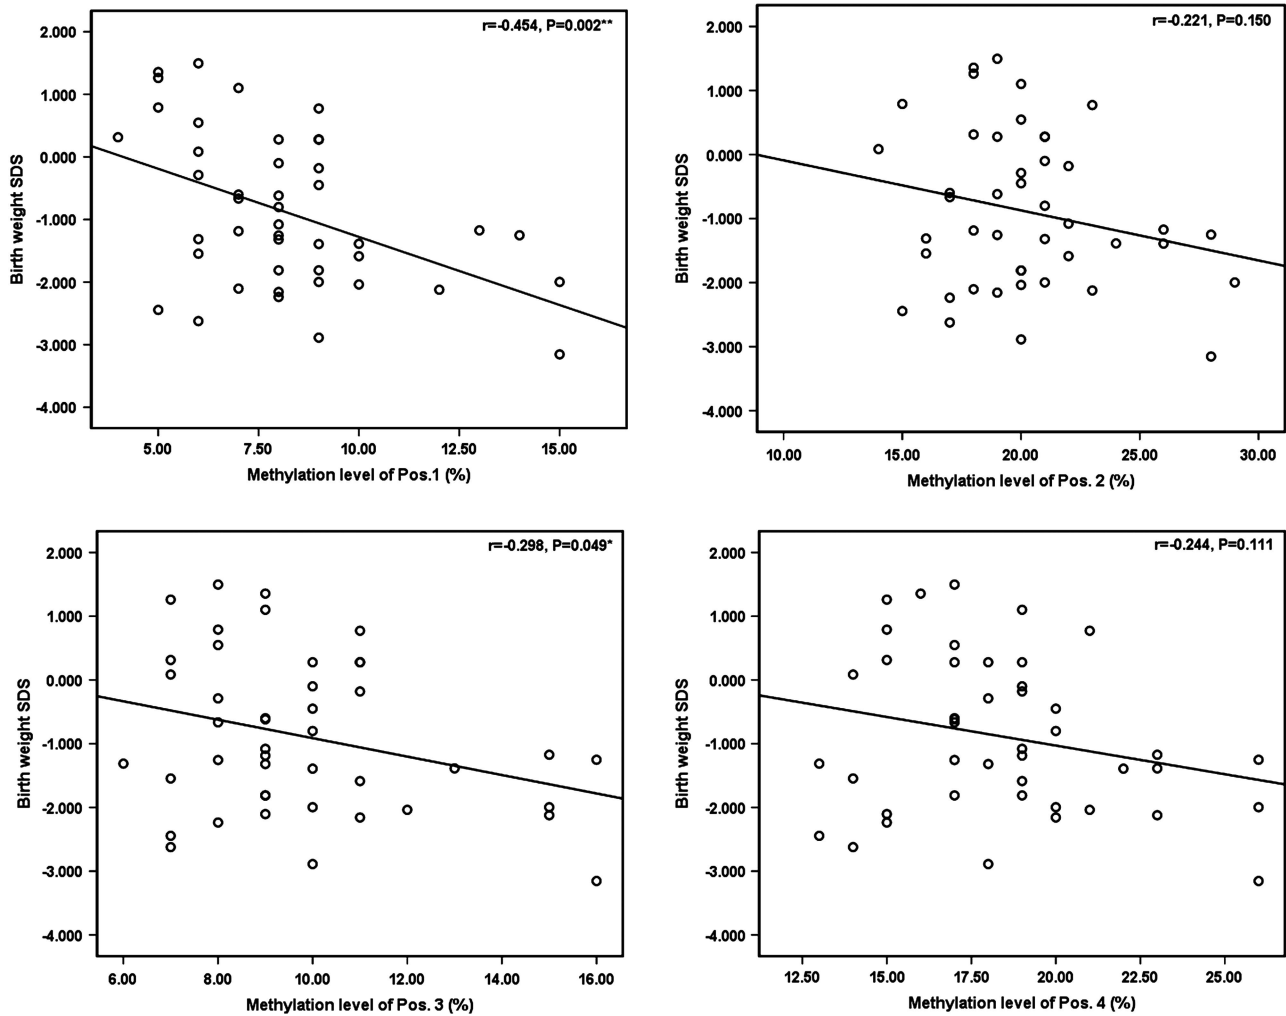 r=-0.454, P=0.002**
2.000
1.000
0.000
-1.000
-2.000
-3.000
-4.000
Birth weight SDS
5.00 7.50 10.00 12.50 15.00
Methylation level of Pos.1 (%)
r=-0.221, P=0.150
2.000
1.000
0.000
-1.000
-2.000
-3.000
-4.000
Birth weight SDS
10.00 15.00 20.00 25.00 30.00
Methylation level of Pos. 2 (%)
r=-0.298, P=0.049*
2.000
1.000
0.000
-1.000
-2.000
-3.000
-4.000
Birth weight SDS
6.00 8.00 10.00 12.00 14.00 16.00
Methylation level of Pos. 3 (%)
r=-0.244, P=0.111
2.000
1.000
0.000
-1.000
-2.000
-3.000
-4.000
Birth weight SDS
12.50 15.00 17.50 20.00 22.50 25.00
Methylation level of Pos. 4 (%)